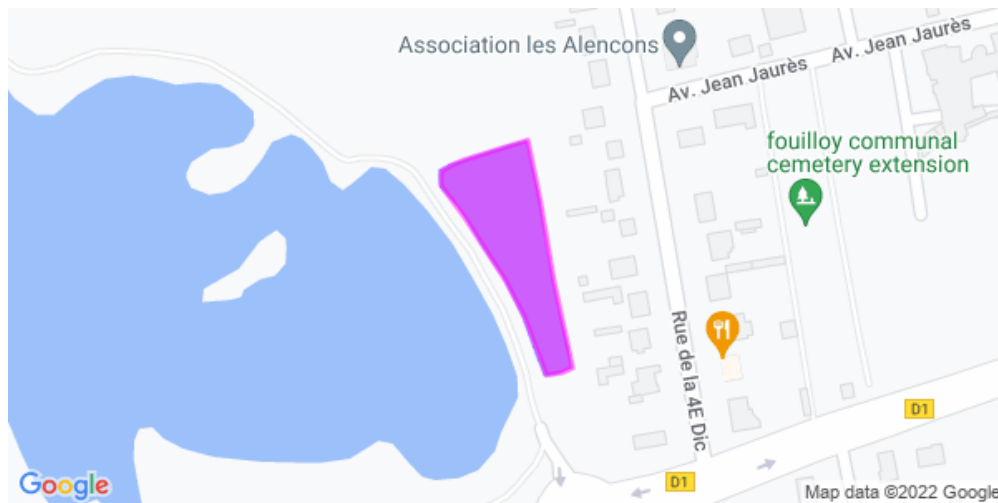 Association les Alencons
Av. Jean Jaurès
Av. Jean Jaurès
fouilloy communal
cemetery extension
Rue de la 4E Dic
D1
D1
Google
Map data ©2022 Google